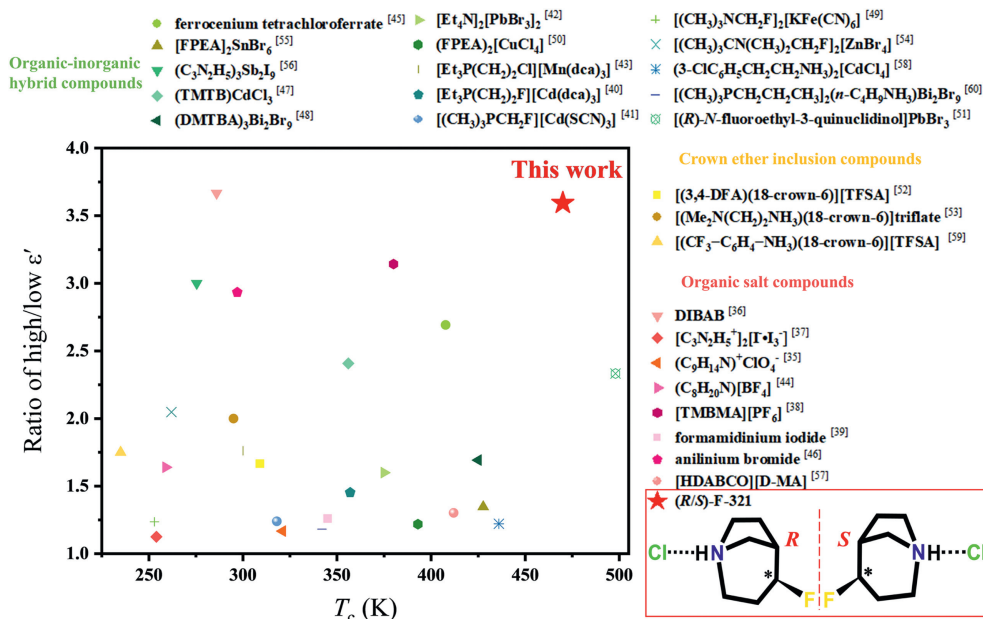 Organic-inorganic
hybrid compounds
ferrocenium tetrachloroferrate [45]
[FPEA]2SnBr6 [55]
(C3N2H5)3Sb2I9 [56]
(TMTB)CdCl3 [47]
(DMTBA)3Bi2Br9 [48]
[Et4N]2[PbBr3]2 [42]
(FPEA)2[CuCl4] [50]
[Et3P(CH2)2Cl][Mn(dca)3] [43]
[Et3P(CH2)2F][Cd(dca)3] [40]
[(CH3)3PCH2F][Cd(SCN)3] [41]
[(CH3)3NCH2F]2[KFe(CN)6] [49]
[(CH3)3CN(CH3)2CH2F]2[ZnBr4] [54]
(3-ClC6H5CH2CH2NH3)2[CdCl4] [58]
[(CH3)3PCH2CH2CH3]2(n-C4H9NH3)Bi2Br9 [60]
[(R)-N-fluoroethyl-3-quinuclidinol]PbBr3 [51]
Crown ether inclusion compounds
[(3,4-DFA)(18-crown-6)][TFSA] [52]
[(Me2N(CH2)2NH3)(18-crown-6)]triflate [53]
[(CF3−C6H4−NH3)(18-crown-6)][TFSA] [59]
Organic salt compounds
DIBAB [36]
[C3N2H5+]2[I-•I3-] [37]
(C9H14N)+ClO4- [35]
(C8H20N)[BF4] [44]
[TMBMA][PF6] [38]
formamidinium iodide [39]
anilinium bromide [46]
[HDABCO][D-MA] [57]
(R/S)-F-321
This work
Ratio of high/low ε′
4.0
3.5
3.0
2.5
2.0
1.5
1.0
250
300
350
400
450
500
Tc (K)
R
S
Cl
H
N
*
F
F
*
N
H
Cl